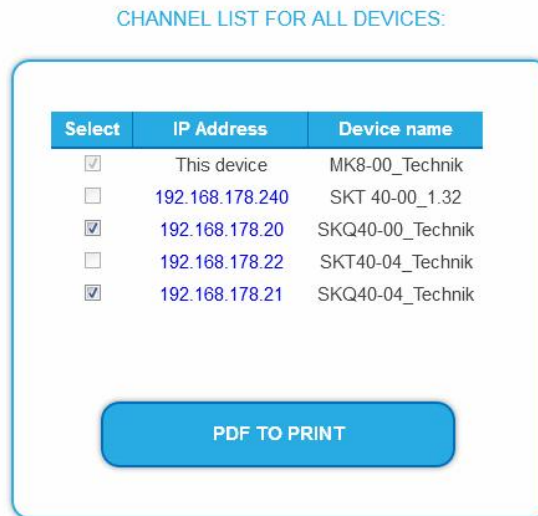 CHANNEL LIST FOR ALL DEVICES:
Select IP Address Device name
This device MK8-00_Technik
192.168.178.240 SKT 40-00_1.32
192.168.178.20 SKQ40-00_Technik
192.168.178.22 SKT40-04_Technik
192.168.178.21 SKQ40-04_Technik
PDF TO PRINT